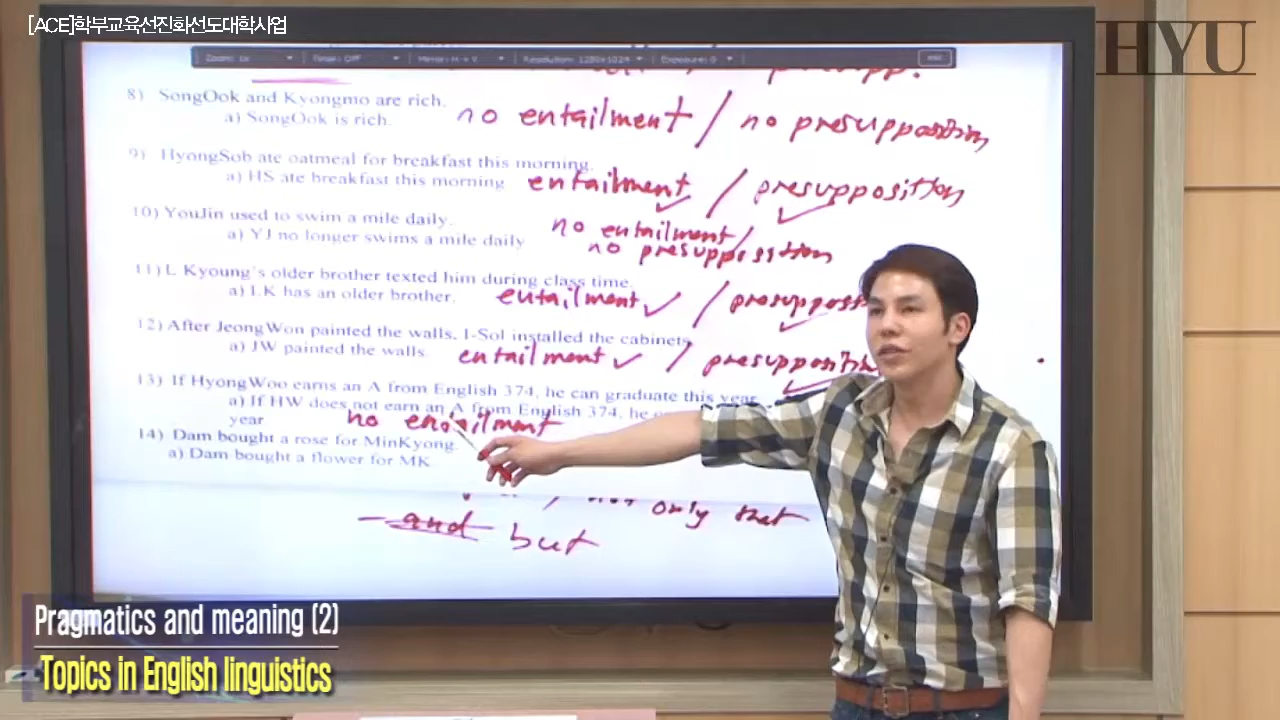 [ACE]학부교육선진화선도대학사업
HYU
8) SongOok and Kyongmo are rich.
a) SongOok is rich.
no entailment / no presupposition
9) HyongSob ate oatmeal for breakfast this morning.
a) HS ate breakfast this morning
entailment ✓ / presupposition ✓
10) YouJin used to swim a mile daily.
a) YJ no longer swims a mile daily
no entailment/
no presupposition
11) L Kyoung's older brother texted him during class time.
a) LK has an older brother.
entailment ✓ / presupposi
12) After JeongWon painted the walls, I-Sol installed the cabinets
a) JW painted the walls.
entailment ✓ / presuppositi
13) If HyongWoo earns an A from English 374, he can graduate this year
a) If HW does not earn an A from English 374, he
year
no entailment
14) Dam bought a rose for MinKyong.
a) Dam bought a flower for MK.
not only that
- and but
Pragmatics and meaning (2)
Topics in English linguistics